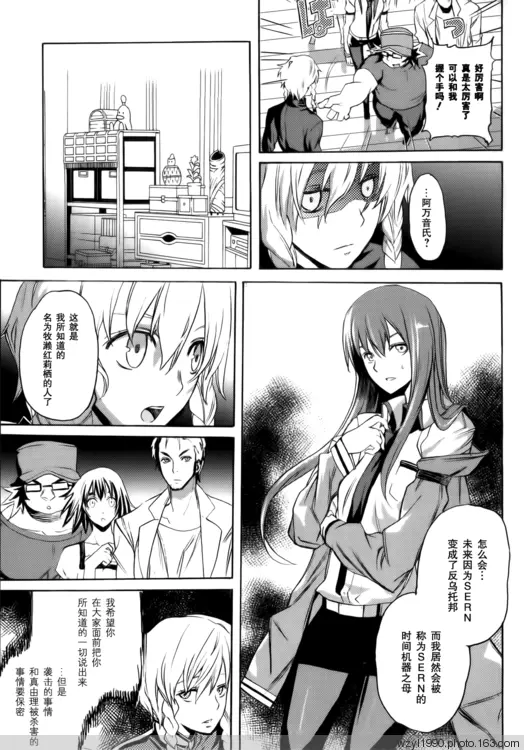 好厉害啊
真是太厉害了
可以和我
握个手吗！
…阿万音氏？
这就是
我所知道的
名为牧濑红莉栖的人了
怎么会…
未来因为SERN
变成了反乌托邦
而我居然会被
称为SERN的
时间机器之母
我希望你
在大家面前把你
所知道的一切说出来
…但是
袭击的事情
和真由理被杀害的
事情要保密
wzyl1990.photo.163.com